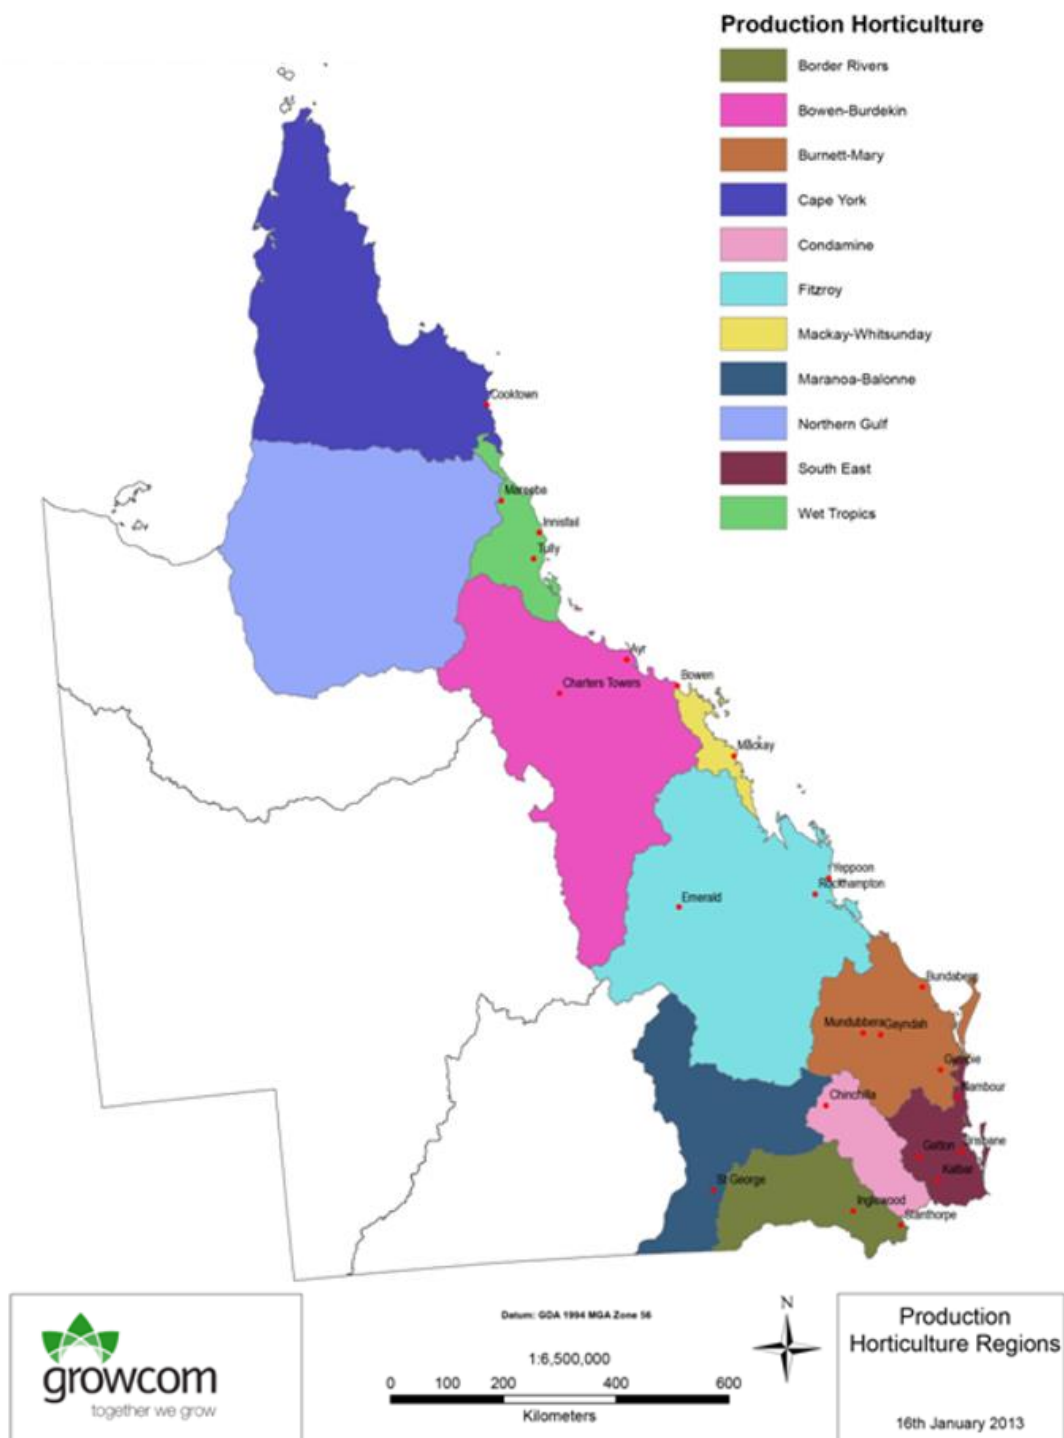 Production Horticulture
Border Rivers
Bowen-Burdekin
Burnett-Mary
Cape York
Condamine
Fitzroy
Mackay-Whitsunday
Maranoa-Balonne
Northern Gulf
South East
Wet Tropics
Cooktown
Mareeba
Innisfail
Tully
Ayr
Bowen
Charters Towers
Mackay
Yeppoon
Rockhampton
Emerald
Bundaberg
Mundubbera
Gayndah
Gympie
Nambour
Chinchilla
Gatton
Brisbane
Kalbar
St George
Inglewood
Stanthorpe
growcom
together we grow
Datum: GDA 1994 MGA Zone 56
1:6,500,000
0 100 200 400 600
Kilometers
N
Production
Horticulture Regions
16th January 2013